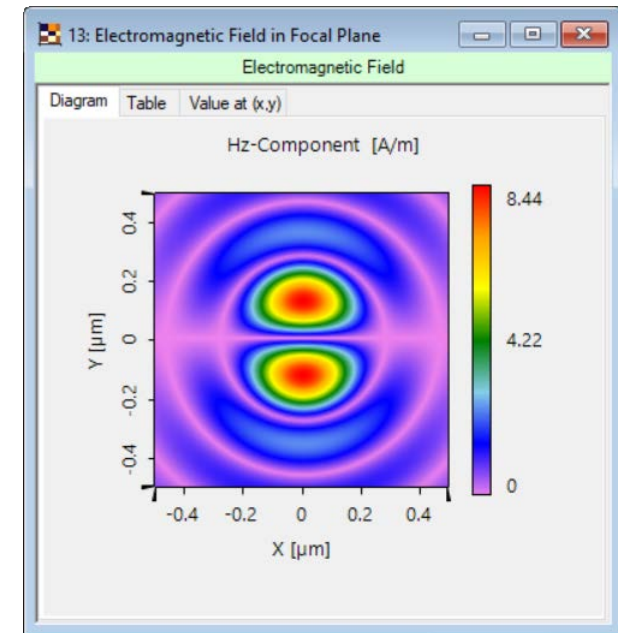 13: Electromagnetic Field in Focal Plane
Electromagnetic Field
Diagram Table Value at (x,y)
Hz-Component [A/m]
8.44
4.22
0
Y [µm]
0.4
0.2
0
-0.2
-0.4
-0.4 -0.2 0 0.2 0.4
X [µm]